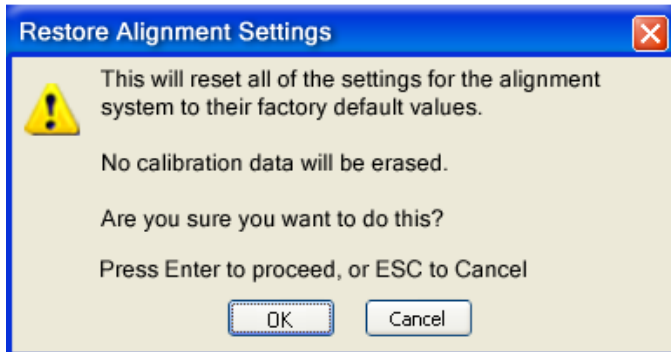 Restore Alignment Settings
This will reset all of the settings for the alignment
system to their factory default values.
No calibration data will be erased.
Are you sure you want to do this?
Press Enter to proceed, or ESC to Cancel
OK
Cancel